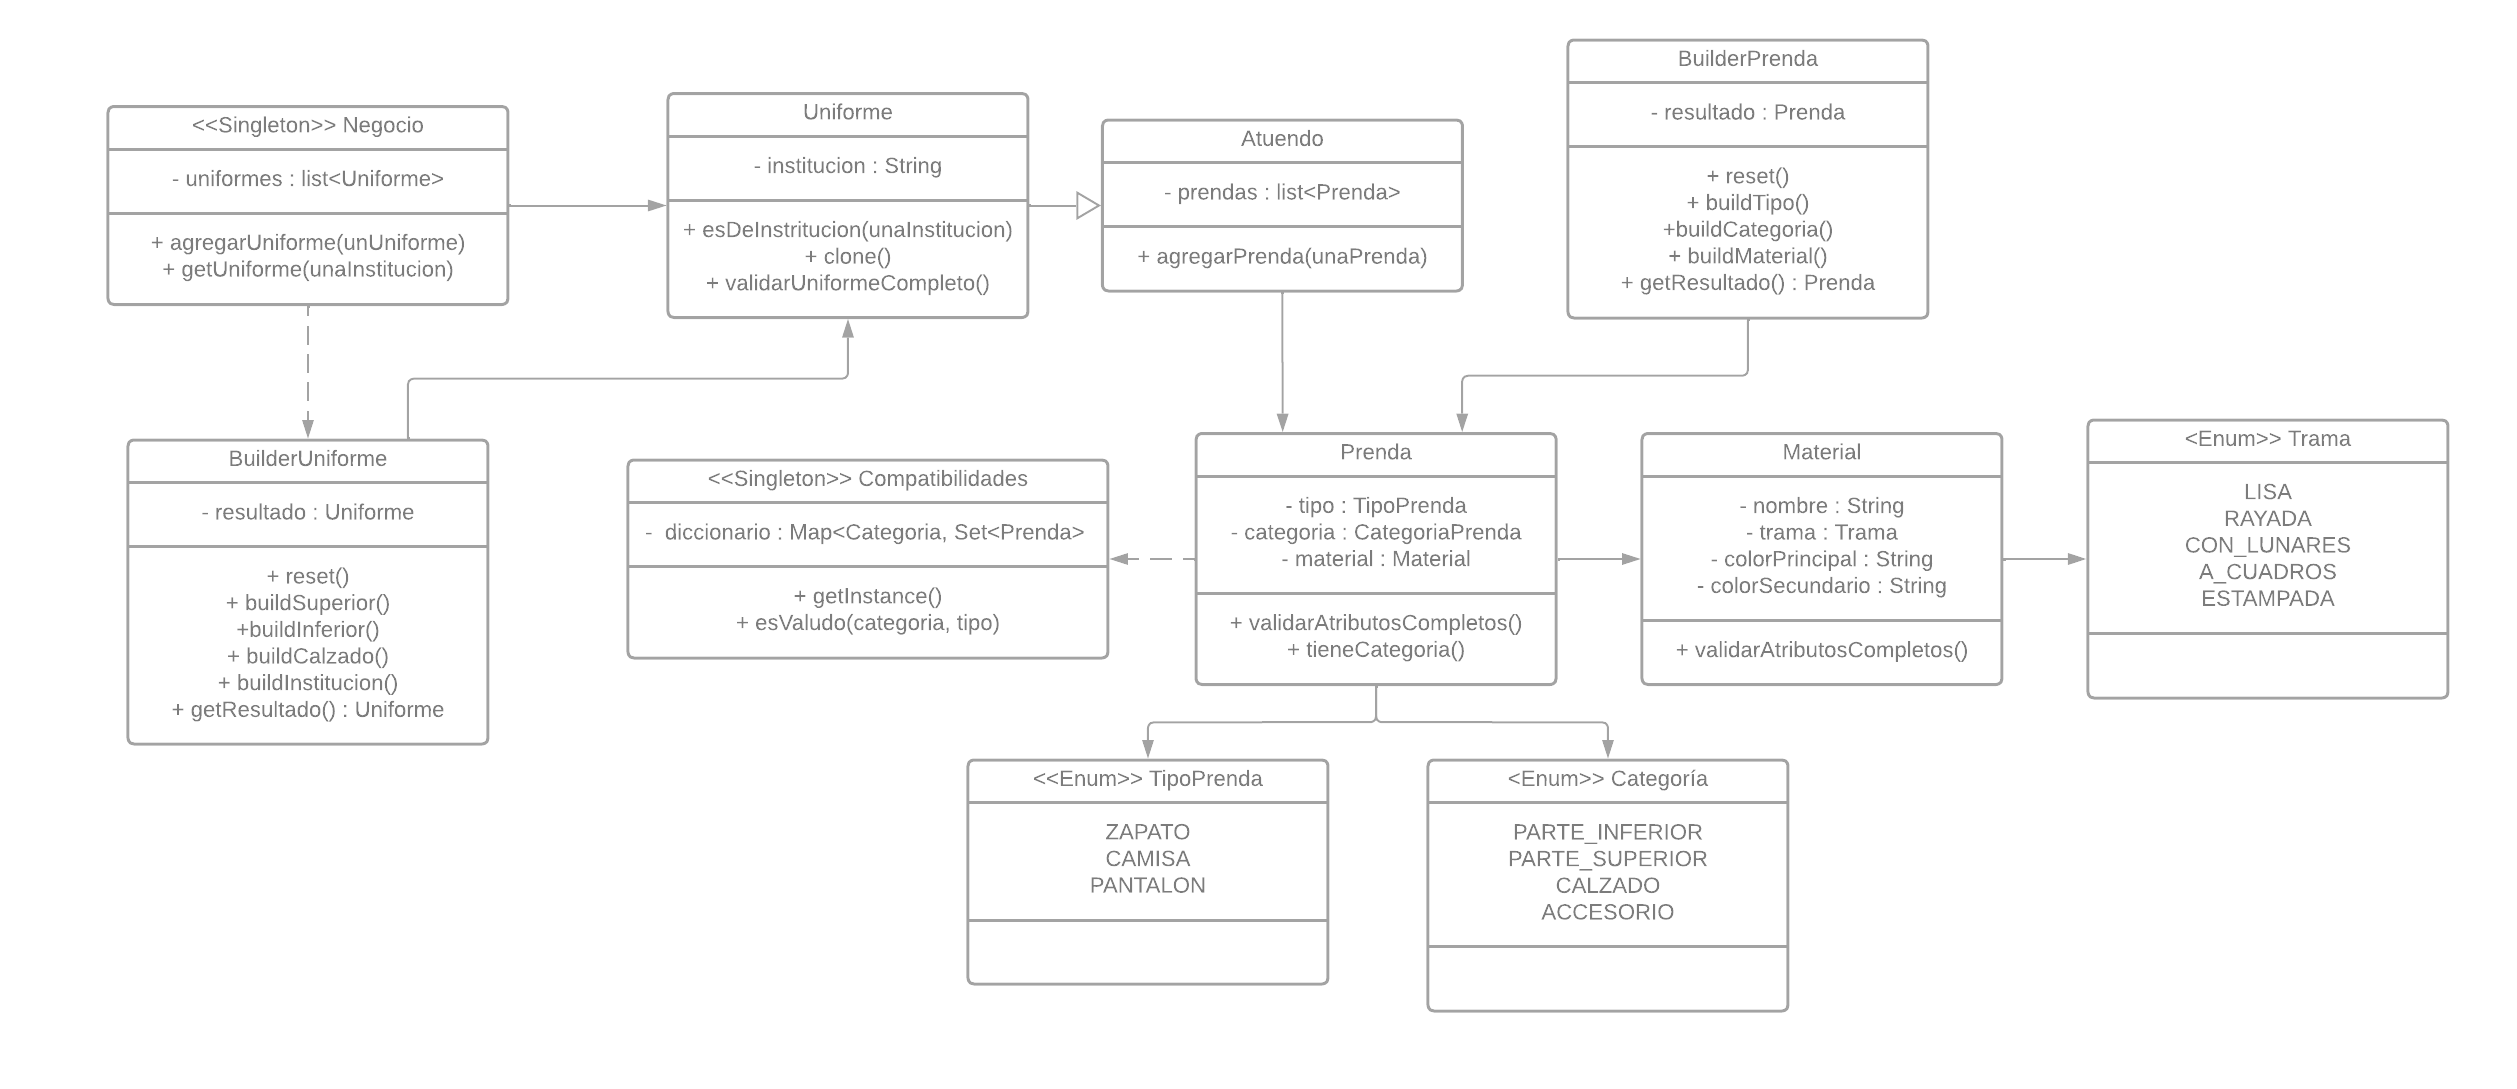 <<Singleton>> Negocio
- uniformes : list<Uniforme>
+ agregarUniforme(unUniforme)
+ getUniforme(unaInstitucion)
Uniforme
- institucion : String
+ esDeInstritucion(unaInstitucion)
+ clone()
+ validarUniformeCompleto()
Atuendo
- prendas : list<Prenda>
+ agregarPrenda(unaPrenda)
BuilderPrenda
- resultado : Prenda
+ reset()
+ buildTipo()
+buildCategoria()
+ buildMaterial()
+ getResultado() : Prenda
BuilderUniforme
- resultado : Uniforme
+ reset()
+ buildSuperior()
+buildInferior()
+ buildCalzado()
+ buildInstitucion()
+ getResultado() : Uniforme
<<Singleton>> Compatibilidades
- diccionario : Map<Categoria, Set<Prenda>
+ getInstance()
+ esValudo(categoria, tipo)
Prenda
- tipo : TipoPrenda
- categoria : CategoriaPrenda
- material : Material
+ validarAtributosCompletos()
+ tieneCategoria()
Material
- nombre : String
- trama : Trama
- colorPrincipal : String
- colorSecundario : String
+ validarAtributosCompletos()
<Enum>> Trama
LISA
RAYADA
CON_LUNARES
A_CUADROS
ESTAMPADA
<<Enum>> TipoPrenda
ZAPATO
CAMISA
PANTALON
<Enum>> Categoría
PARTE_INFERIOR
PARTE_SUPERIOR
CALZADO
ACCESORIO